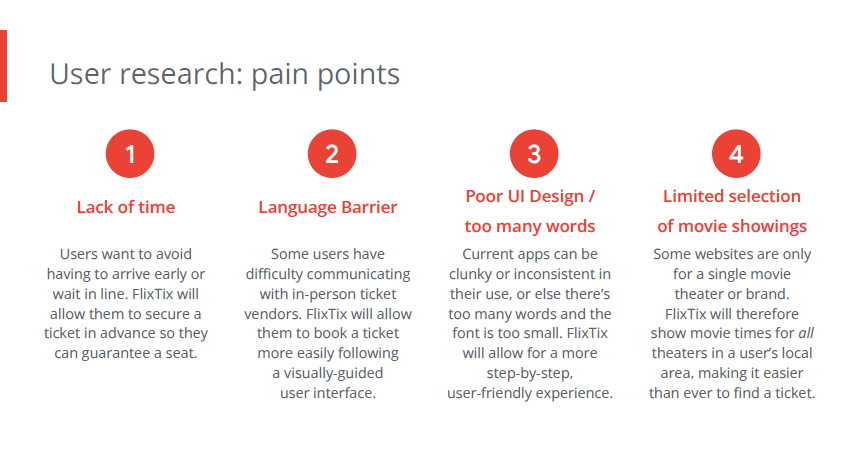 User research: pain points
1
Lack of time
Users want to avoid
having to arrive early or
wait in line. FlixTix will
allow them to secure a
ticket in advance so they
can guarantee a seat.
2
Language Barrier
Some users have
difficulty communicating
with in-person ticket
vendors. FlixTix will allow
them to book a ticket
more easily following
a visually-guided
user interface.
3
Poor UI Design /
too many words
Current apps can be
clunky or inconsistent in
their use, or else there’s
too many words and the
font is too small. FlixTix
will allow for a more
step-by-step,
user-friendly experience.
4
Limited selection
of movie showings
Some websites are only
for a single movie
theater or brand.
FlixTix will therefore
show movie times for all
theaters in a user’s local
area, making it easier
than ever to find a ticket.